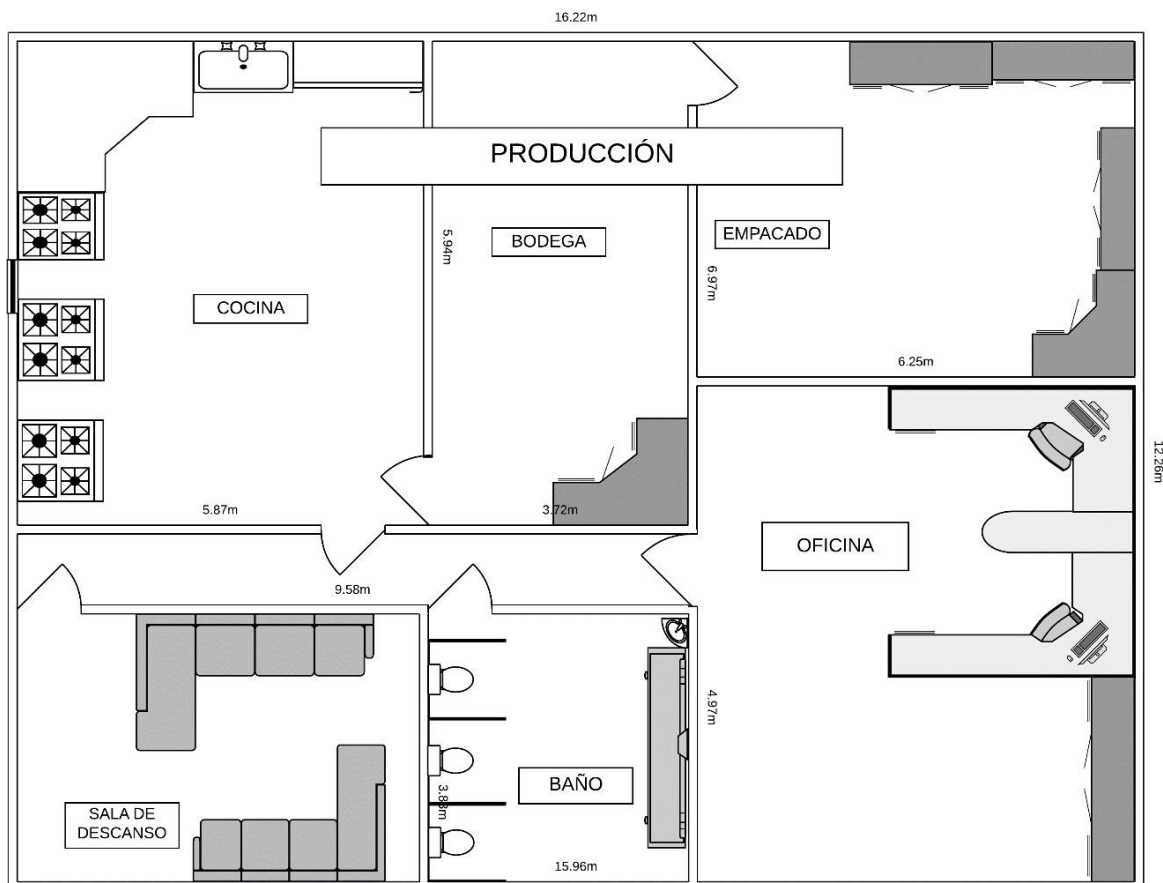 16.22m
PRODUCCIÓN
5.94m
BODEGA
EMPACADO
6.97m
COCINA
6.25m
12.26m
5.87m
3.72m
OFICINA
9.58m
4.97m
BAÑO
3.83m
SALA DE
DESCANSO
15.96m